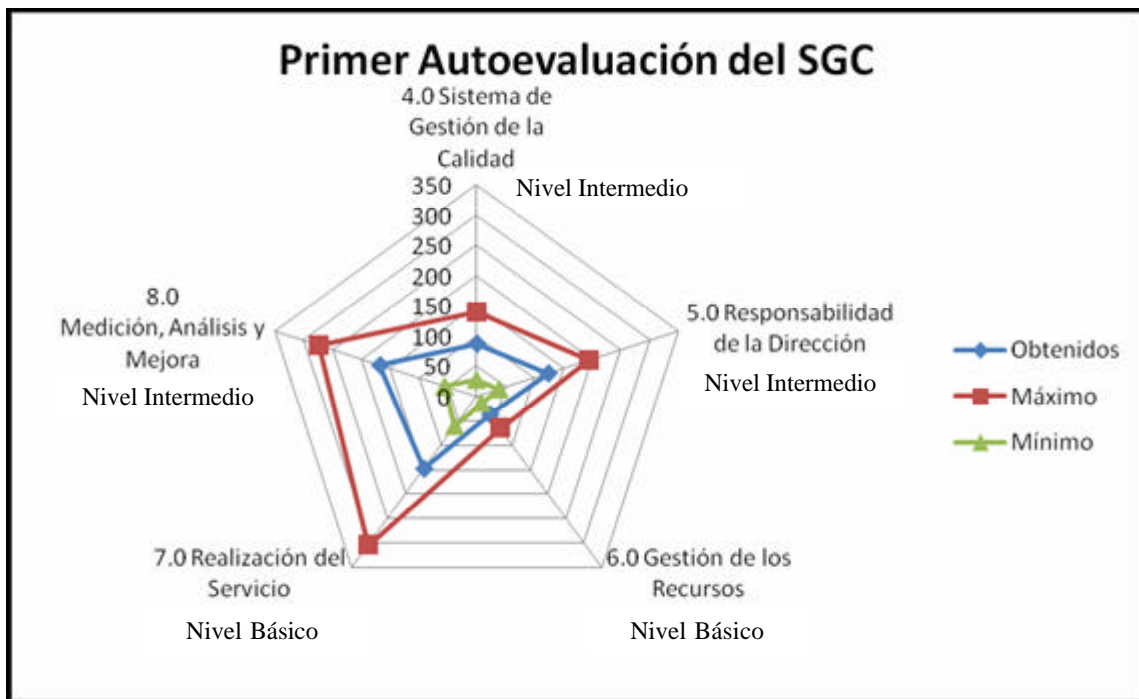 Primer Autoevaluación del SGC
4.0 Sistema de
Gestión de la
Calidad
Nivel Intermedio
350
300
250
200
150
100
50
0
5.0 Responsabilidad
de la Dirección
Nivel Intermedio
6.0 Gestión de los
Recursos
Nivel Básico
7.0 Realización del
Servicio
Nivel Básico
8.0
Medición, Análisis y
Mejora
Nivel Intermedio
Obtenidos
Máximo
Mínimo